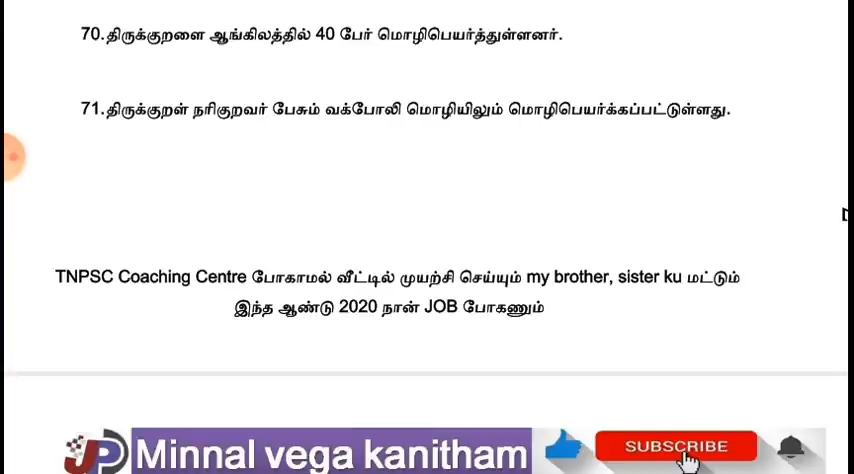 70.திருக்குறளை ஆங்கிலத்தில் 40 பேர் மொழிபெயர்த்துள்ளனர்.
71.திருக்குறள் நரிகுறவர் பேசும் வக்போலி மொழியிலும் மொழிபெயர்க்கப்பட்டுள்ளது.
TNPSC Coaching Centre போகாமல் வீட்டில் முயற்சி செய்யும் my brother, sister ku மட்டும்
இந்த ஆண்டு 2020 நான் JOB போகணும்
JP Minnal vega kanitham SUBSCRIBE